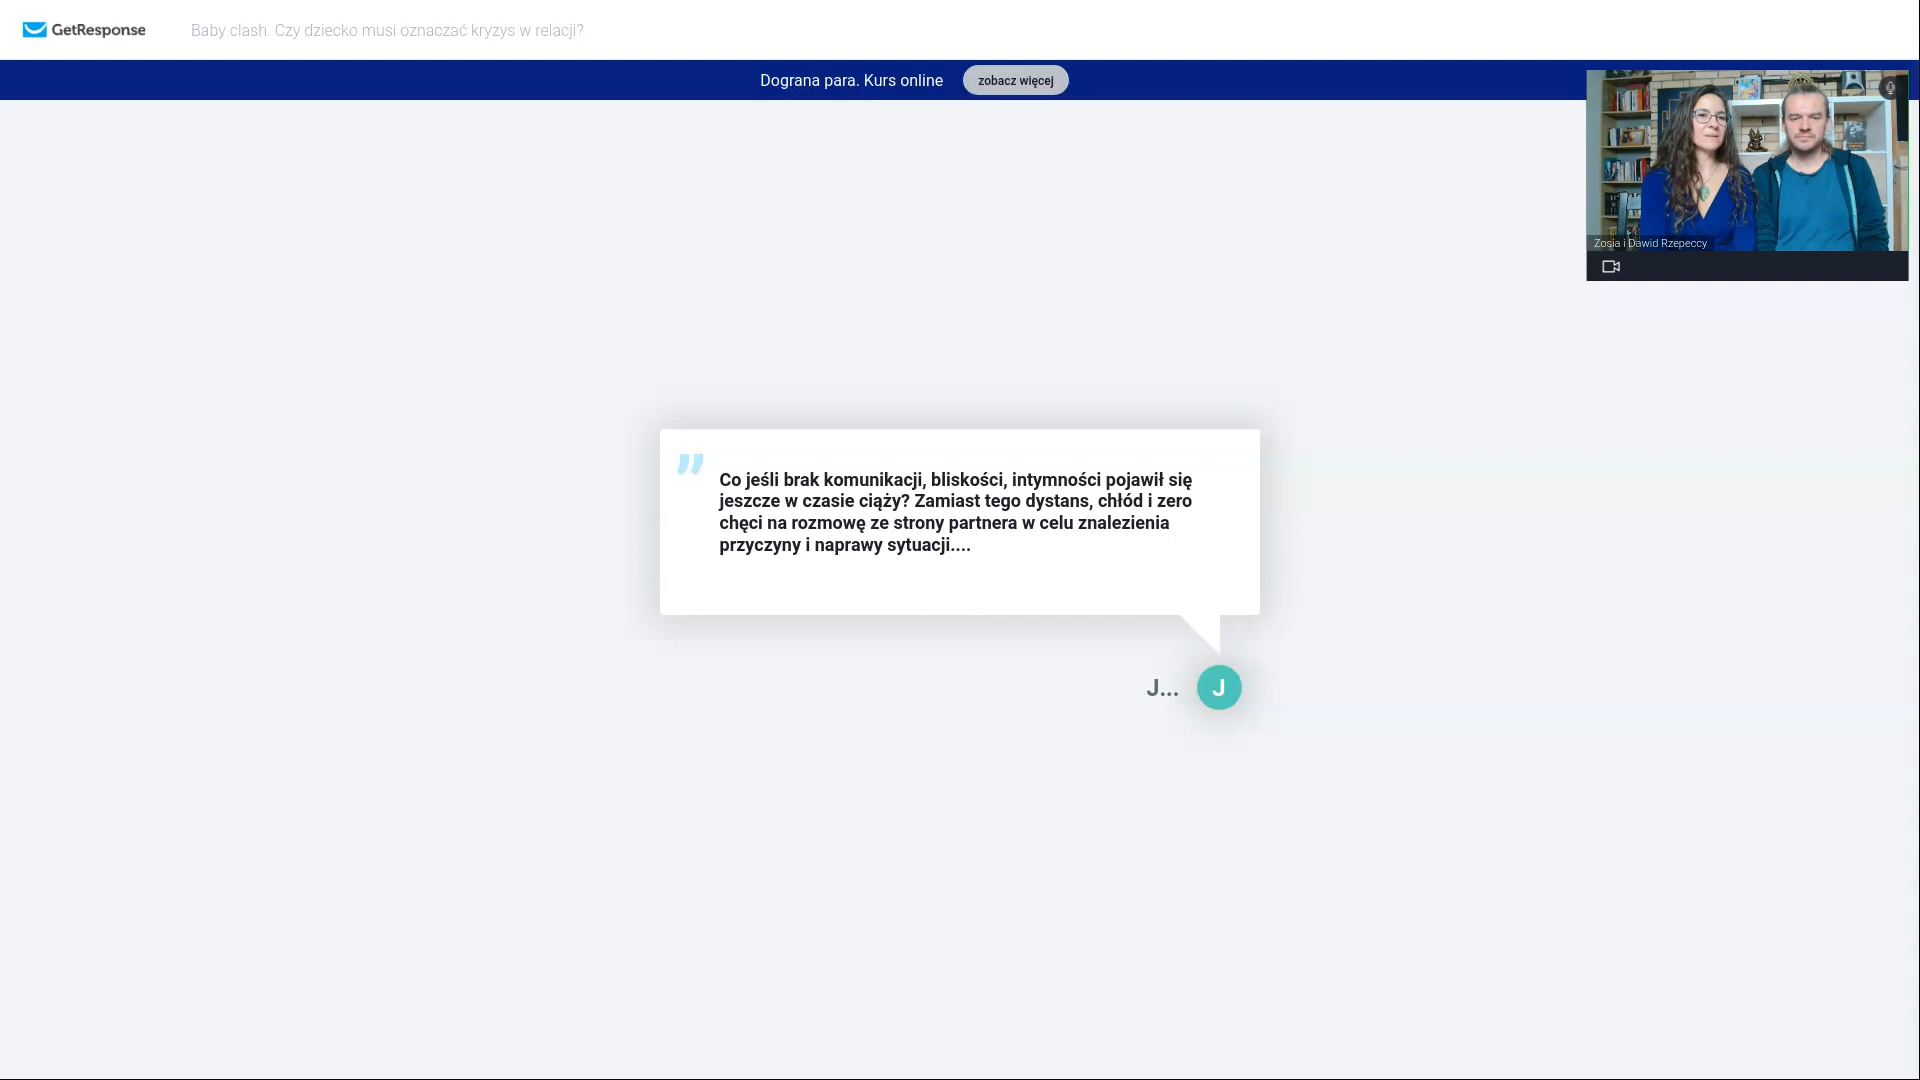 GetResponse
Baby clash. Czy dziecko musi oznaczać kryzys w relacji?
Dograna para. Kurs online
zobacz więcej
Zosia i Dawid Rzepeccy
Co jeśli brak komunikacji, bliskości, intymności pojawił się
jeszcze w czasie ciąży? Zamiast tego dystans, chłód i zero
chęci na rozmowę ze strony partnera w celu znalezienia
przyczyny i naprawy sytuacji....
J...
J